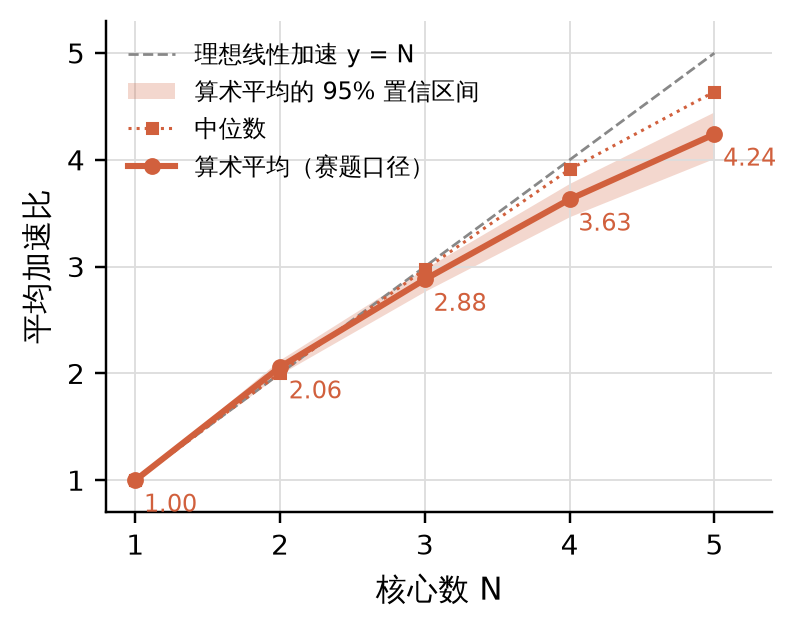 理想线性加速 y = N
算术平均的 95% 置信区间
中位数
算术平均（赛题口径）
平均加速比
5
4
3
2
1
1.00
2.06
2.88
3.63
4.24
1 2 3 4 5
核心数 N